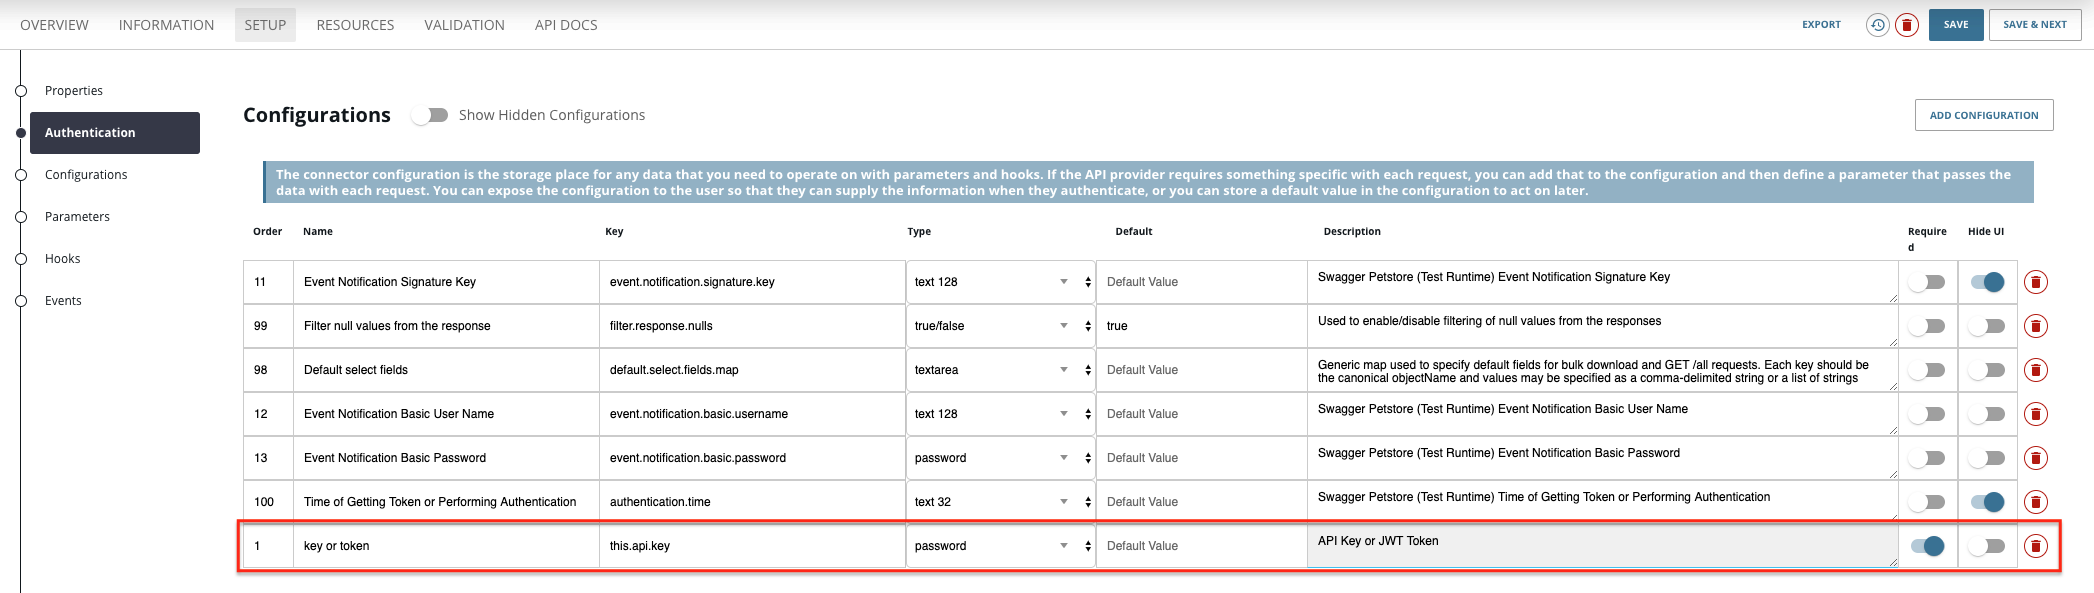 OVERVIEW INFORMATION SETUP RESOURCES VALIDATION API DOCS EXPORT SAVE SAVE & NEXT
Properties
Authentication
Configurations
Parameters
Hooks
Events
Configurations Show Hidden Configurations ADD CONFIGURATION
The connector configuration is the storage place for any data that you need to operate on with parameters and hooks. If the API provider requires something specific with each request, you can add that to the configuration and then define a parameter that passes the
data with each request. You can expose the configuration to the user so that they can supply the information when they authenticate, or you can store a default value in the configuration to act on later.
Order Name Key Type Default Description Require Hide UI
d
11 Event Notification Signature Key event.notification.signature.key text 128 Default Value Swagger Petstore (Test Runtime) Event Notification Signature Key
99 Filter null values from the response filter.response.nulls true/false true Used to enable/disable filtering of null values from the responses
98 Default select fields default.select.fields.map textarea Default Value Generic map used to specify default fields for bulk download and GET /all requests. Each key should be
the canonical objectName and values may be specified as a comma-delimited string or a list of strings
12 Event Notification Basic User Name event.notification.basic.username text 128 Default Value Swagger Petstore (Test Runtime) Event Notification Basic User Name
13 Event Notification Basic Password event.notification.basic.password password Default Value Swagger Petstore (Test Runtime) Event Notification Basic Password
100 Time of Getting Token or Performing Authentication authentication.time text 32 Default Value Swagger Petstore (Test Runtime) Time of Getting Token or Performing Authentication
1 key or token this.api.key password Default Value API Key or JWT Token